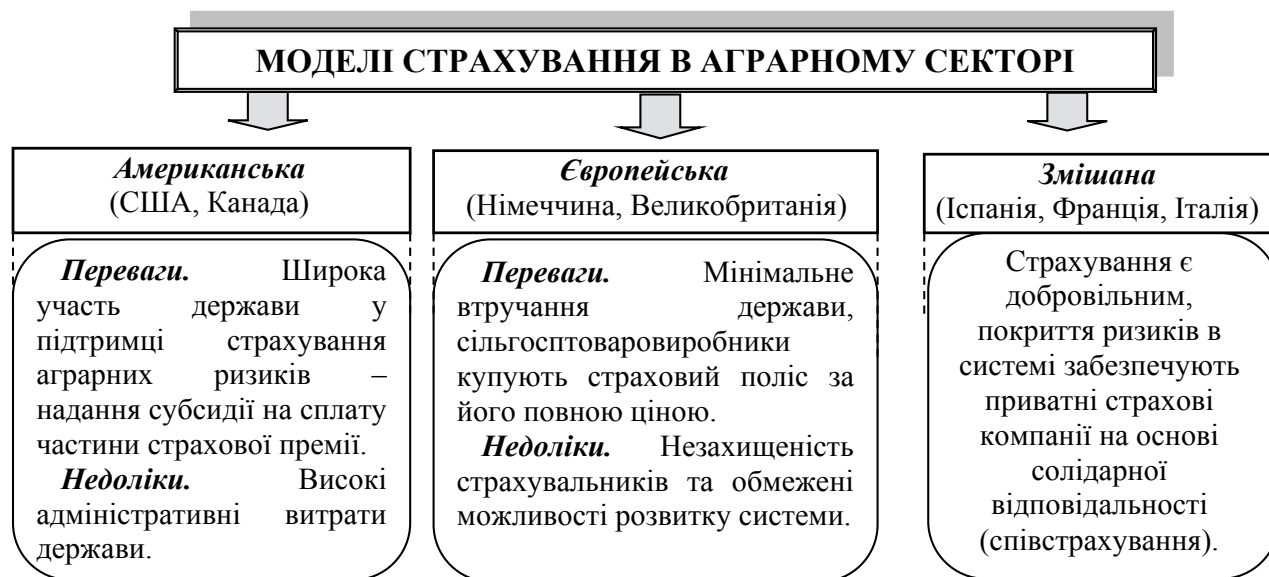 МОДЕЛІ СТРАХУВАННЯ В АГРАРНОМУ СЕКТОРІ
Американська
(США, Канада)
Переваги. Широка
участь держави у
підтримці страхування
аграрних ризиків –
надання субсидії на сплату
частини страхової премії.
Недоліки. Високі
адміністративні витрати
держави.
Європейська
(Німеччина, Великобританія)
Переваги. Мінімальне
втручання держави,
сільгосптоваровиробники
купують страховий поліс за
його повною ціною.
Недоліки. Незахищеність
страхувальників та обмежені
можливості розвитку системи.
Змішана
(Іспанія, Франція, Італія)
Страхування є
добровільним,
покриття ризиків в
системі забезпечують
приватні страхові
компанії на основі
солідарної
відповідальності
(співстрахування).